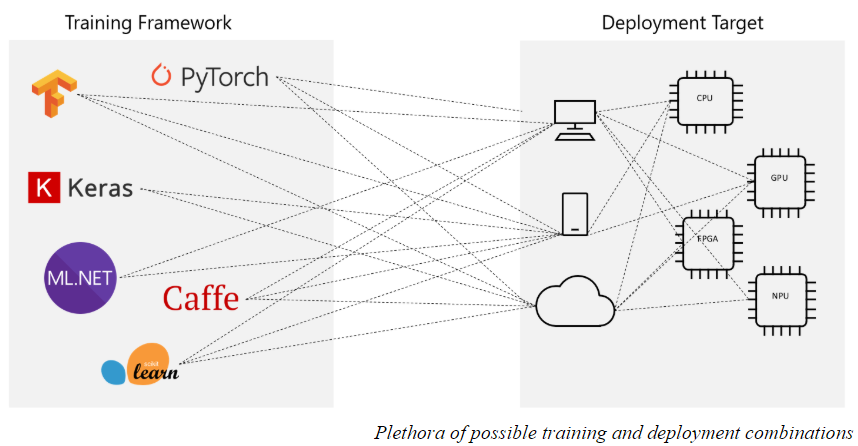 Training Framework
Deployment Target
PyTorch
CPU
K Keras
GPU
FPGA
ML.NET
Caffe
NPU
scikit
learn
Plethora of possible training and deployment combinations